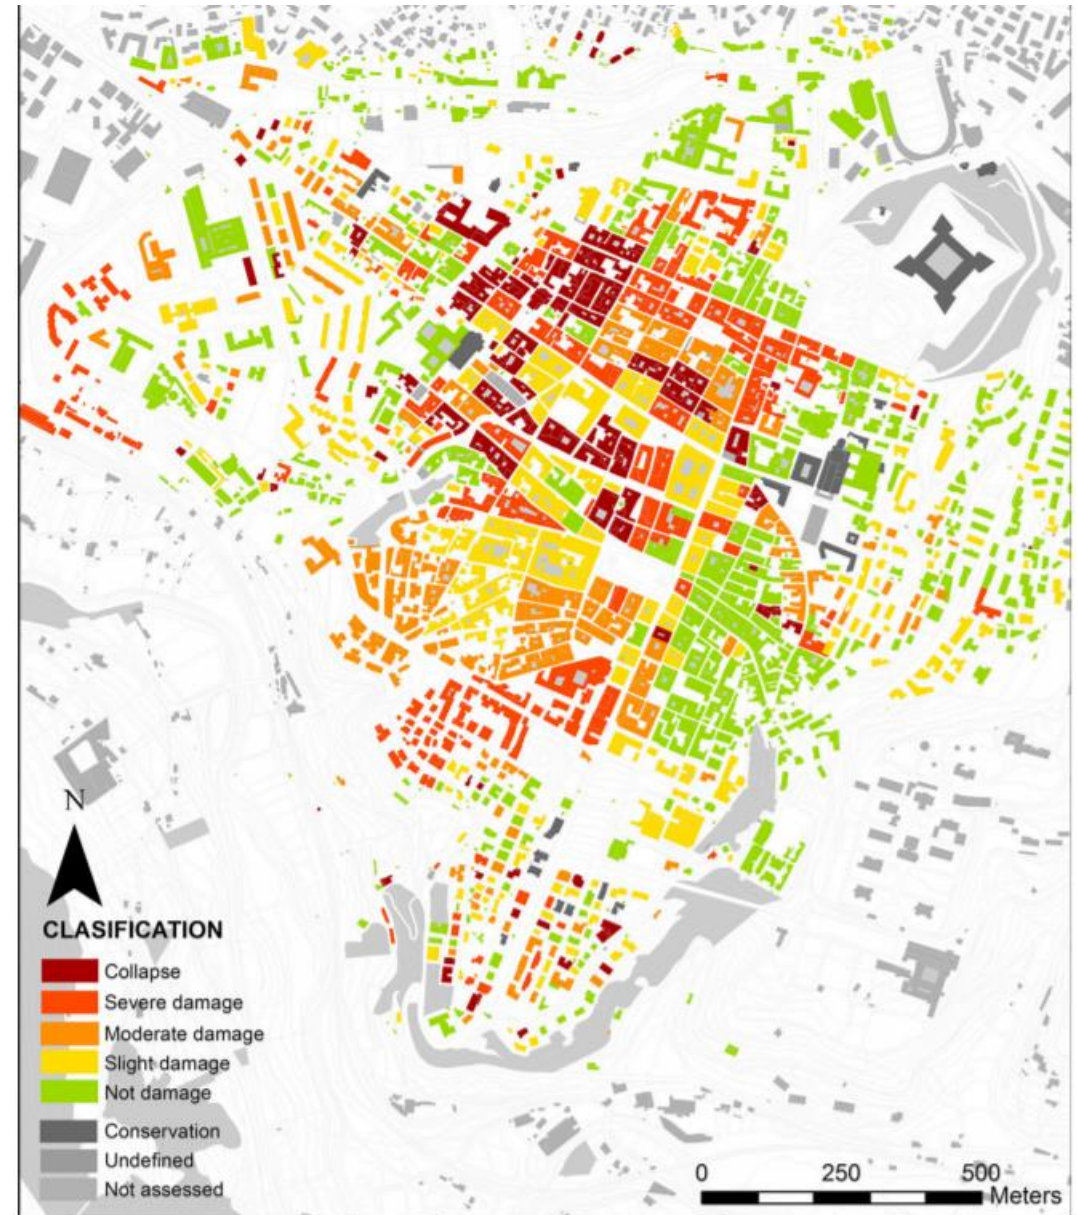 N
CLASIFICATION
Collapse
Severe damage
Moderate damage
Slight damage
Not damage
Conservation
Undefined
Not assessed
0 250 500
Meters